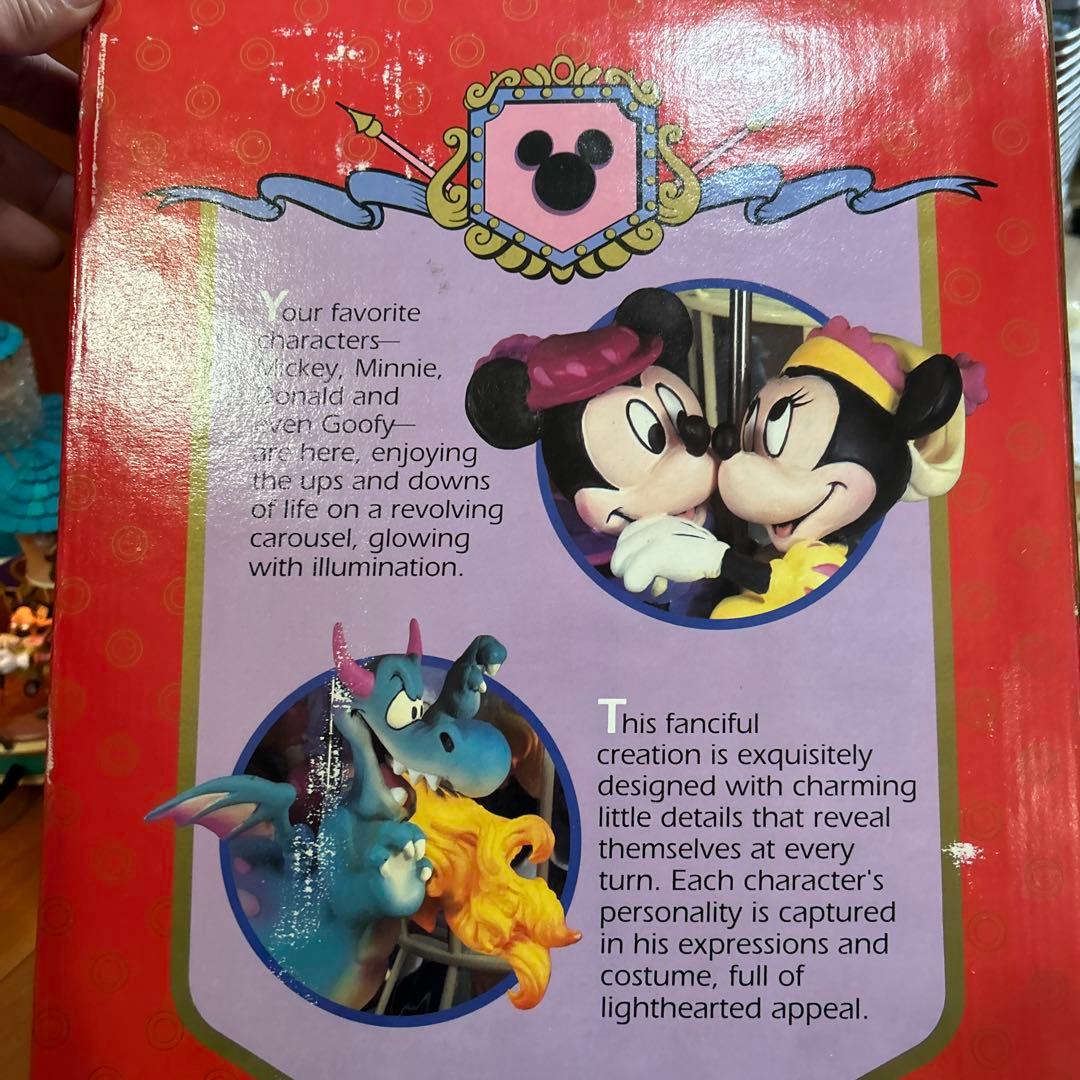 Your favorite
characters—
Mickey, Minnie,
Donald and
even Goofy—
are here, enjoying
the ups and downs
of life on a revolving
carousel, glowing
with illumination.
This fanciful
creation is exquisitely
designed with charming
little details that reveal
themselves at every
turn. Each character's
personality is captured
in his expressions and
costume, full of
lighthearted appeal.